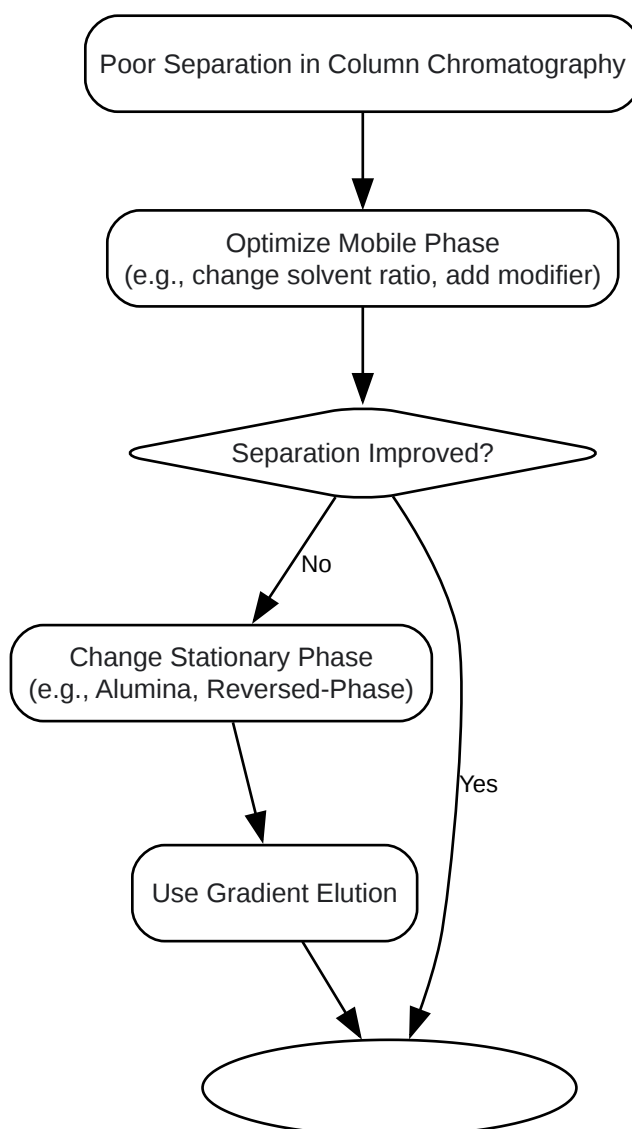 Poor Separation in Column Chromatography
Optimize Mobile Phase
(e.g., change solvent ratio, add modifier)
Separation Improved?
No
Change Stationary Phase
(e.g., Alumina, Reversed-Phase)
Yes
Use Gradient Elution